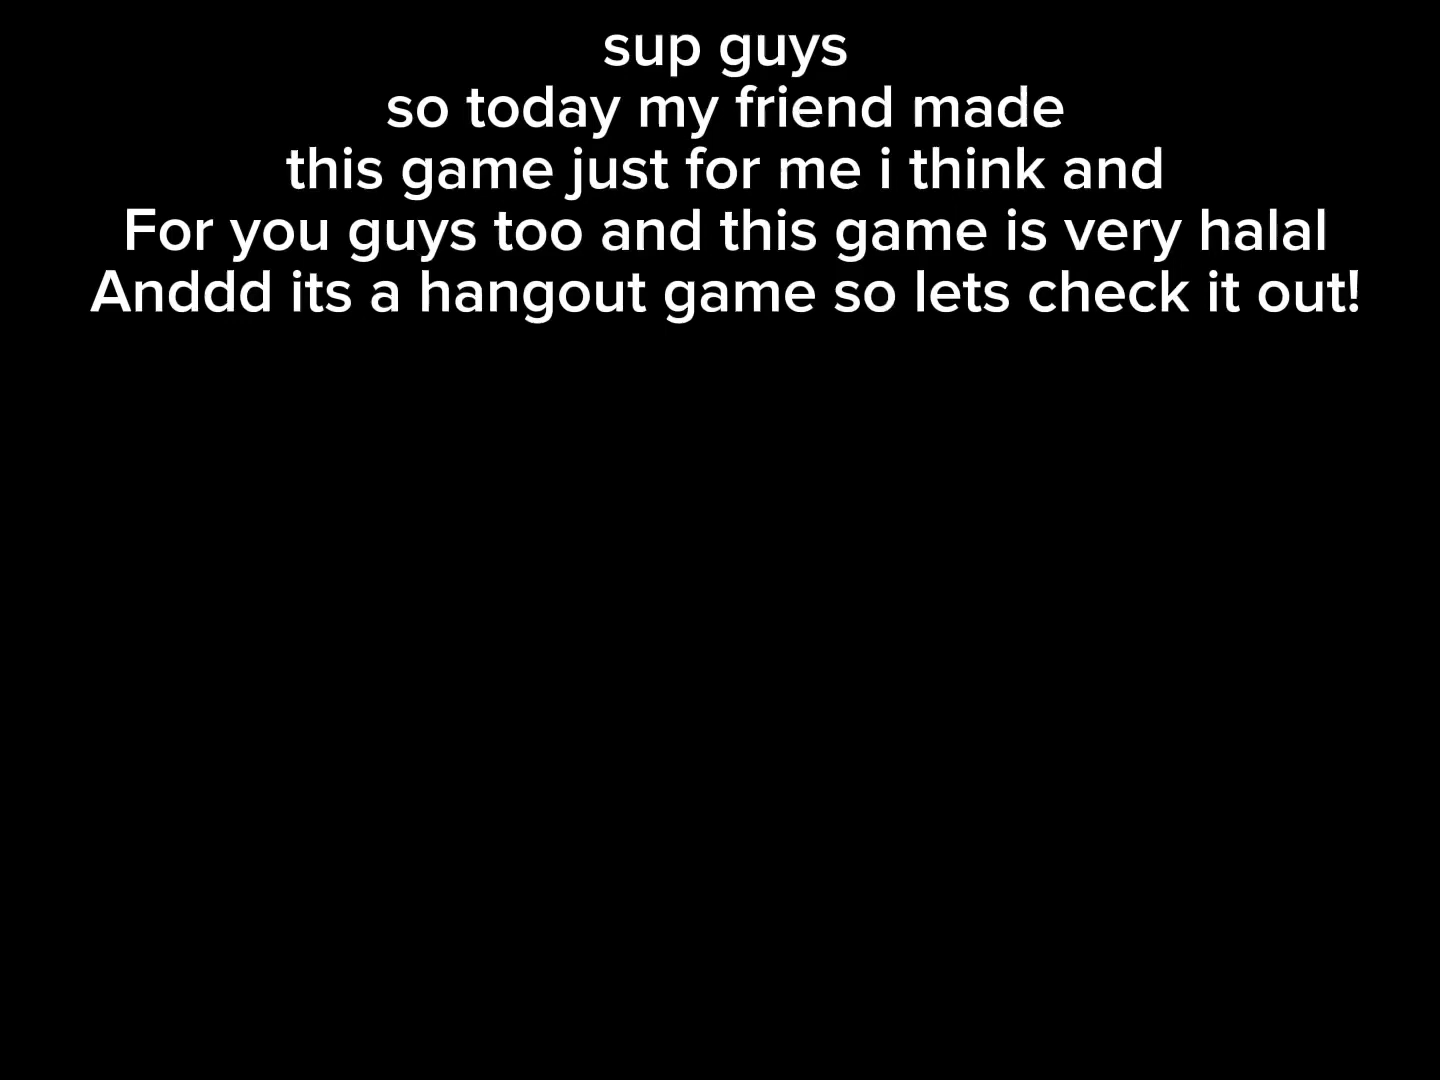 sup guys
so today my friend made
this game just for me i think and
For you guys too and this game is very halal
Anddd its a hangout game so lets check it out!